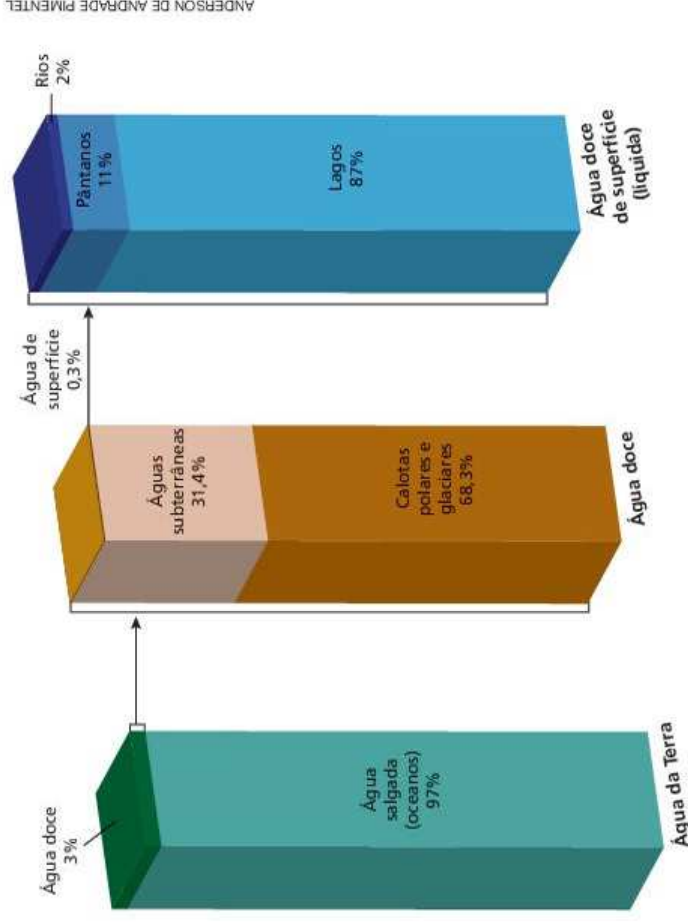 ANDERSON DE ANDRADE PIMENTEL
Água doce
3%
Água
salgada
(oceanos)
97%
Água da Terra
Água de
superfície
0,3%
Águas
subterrâneas
31,4%
Calotas
polares e
glaciares
68,3%
Água doce
Rios
2%
Pântanos
11%
Lagos
87%
Água doce
de superfície
(líquida)